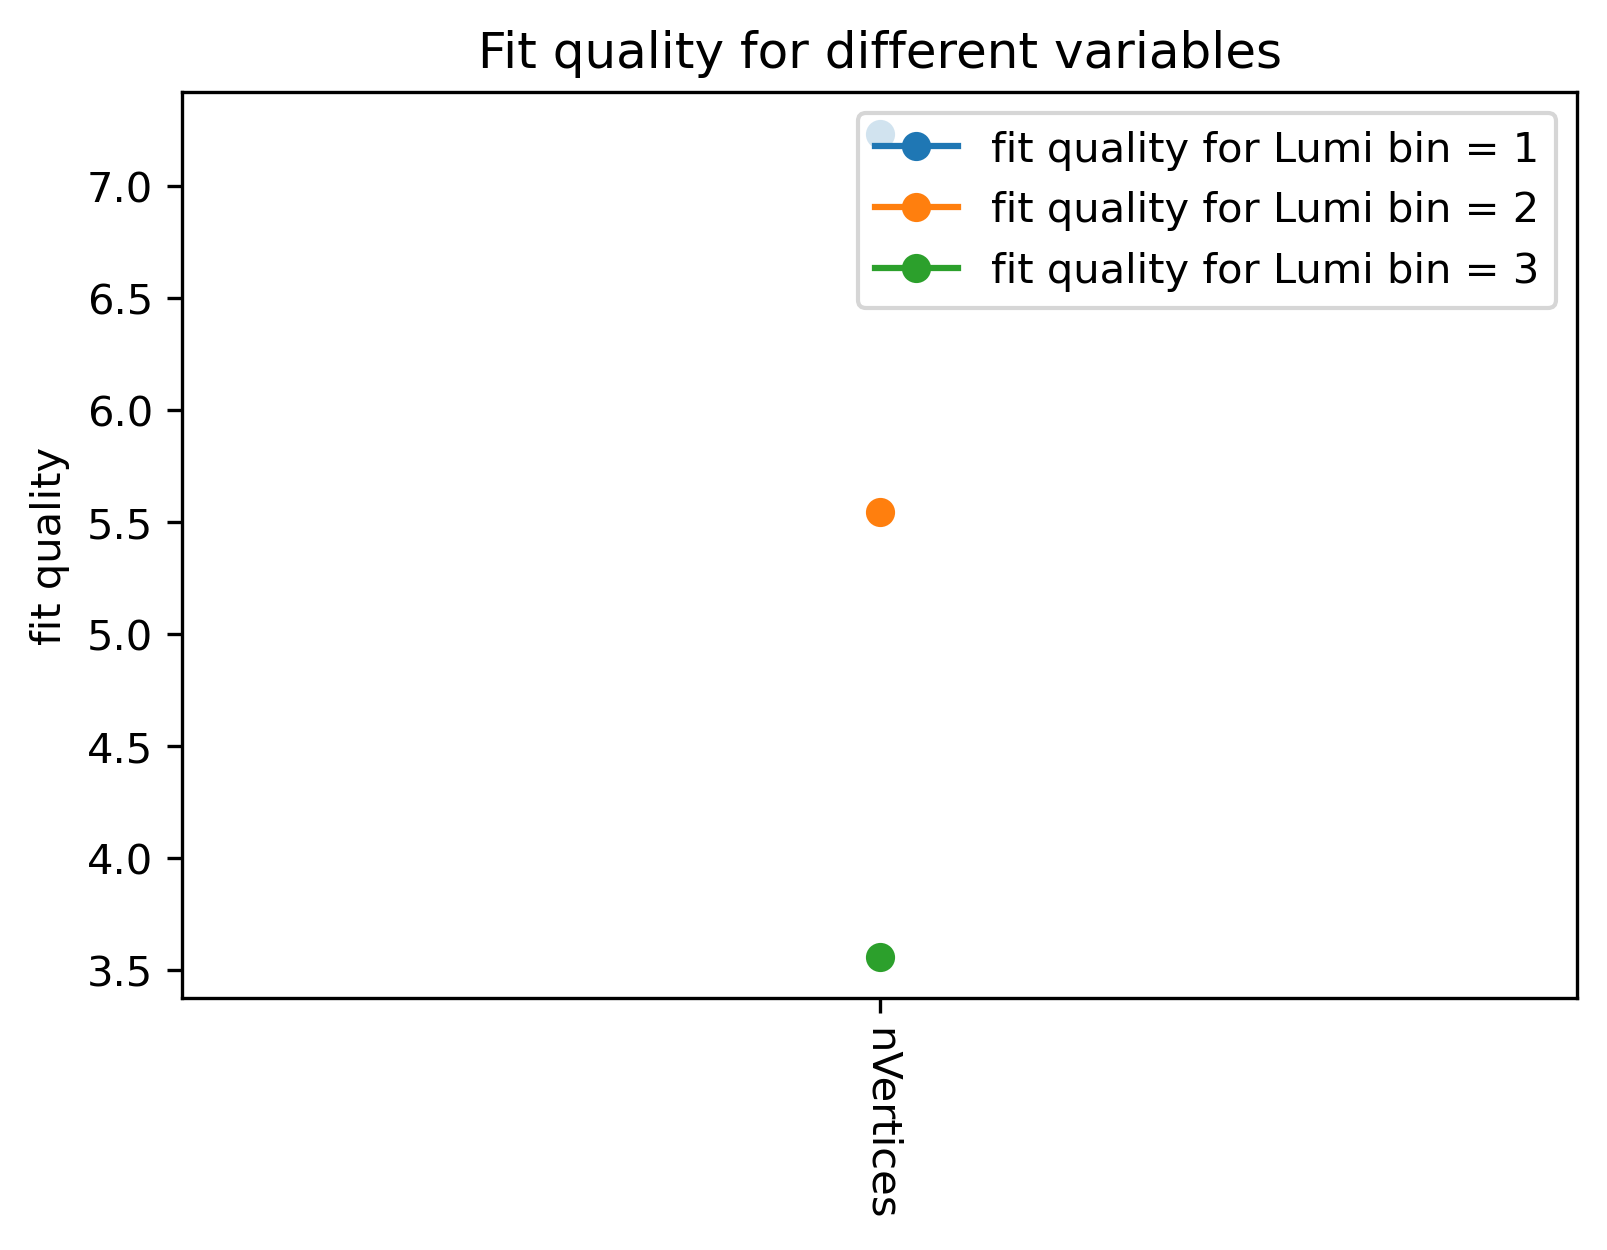 Fit quality for different variables
fit quality for Lumi bin = 1
fit quality for Lumi bin = 2
fit quality for Lumi bin = 3
fit quality
7.0
6.5
6.0
5.5
5.0
4.5
4.0
3.5
nVertices